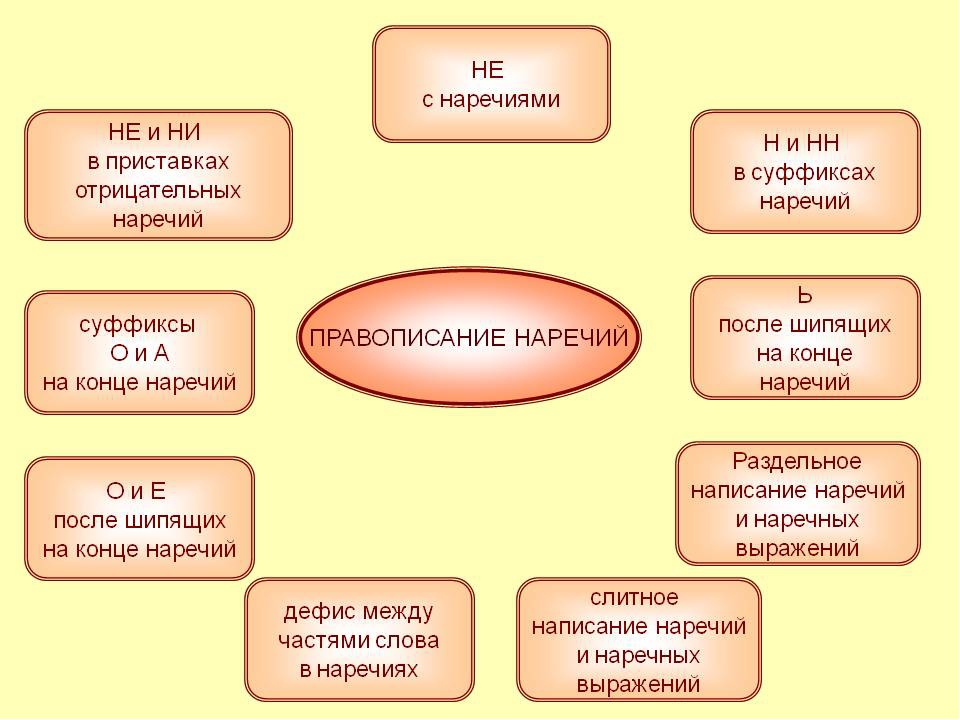 НЕ
с наречиями
НЕ и НИ
в приставках
отрицательных
наречий
Н и НН
в суффиксах
наречий
суффиксы
О и А
на конце наречий
ПРАВОПИСАНИЕ НАРЕЧИЙ
Ь
после шипящих
на конце
наречий
О и Е
после шипящих
на конце наречий
Раздельное
написание наречий
и наречных
выражений
дефис между
частями слова
в наречиях
слитное
написание наречий
и наречных
выражений